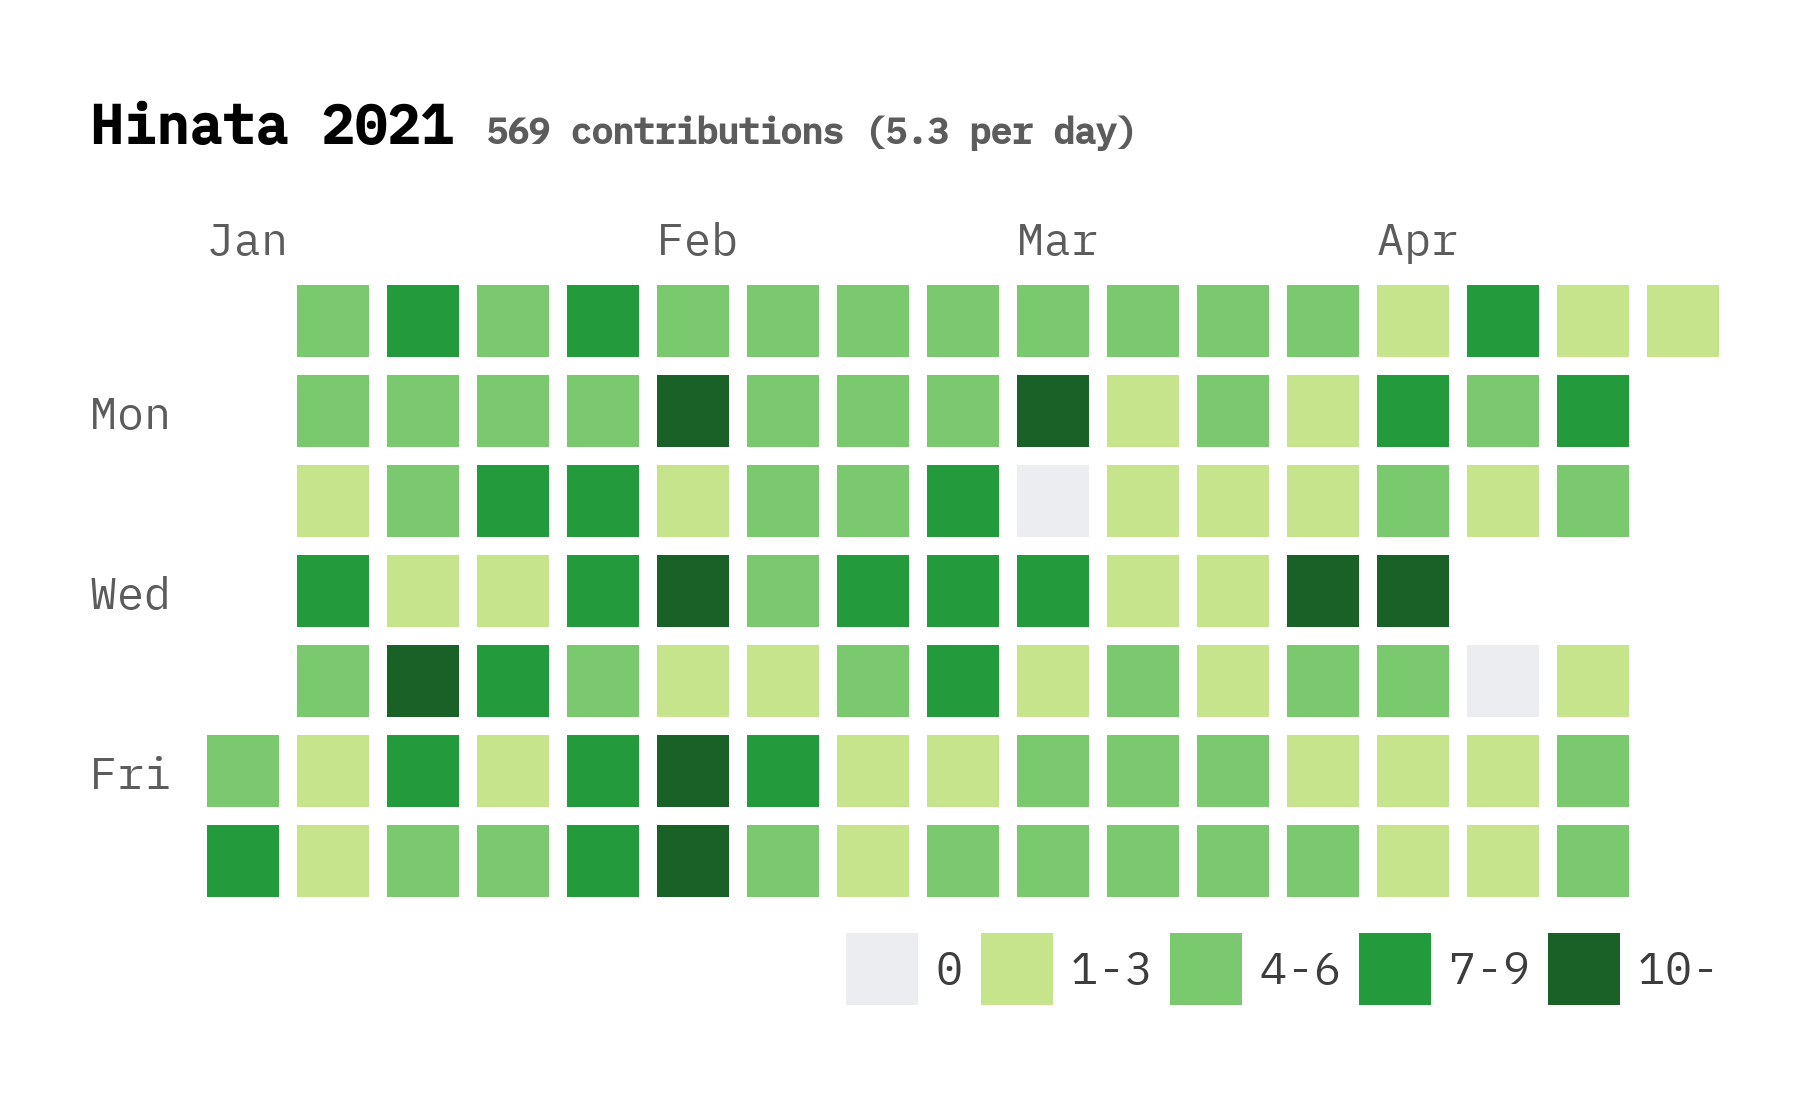 Hinata 2021 569 contributions (5.3 per day)
Jan Feb Mar Apr
Mon
Wed
Fri
0 1-3 4-6 7-9 10-